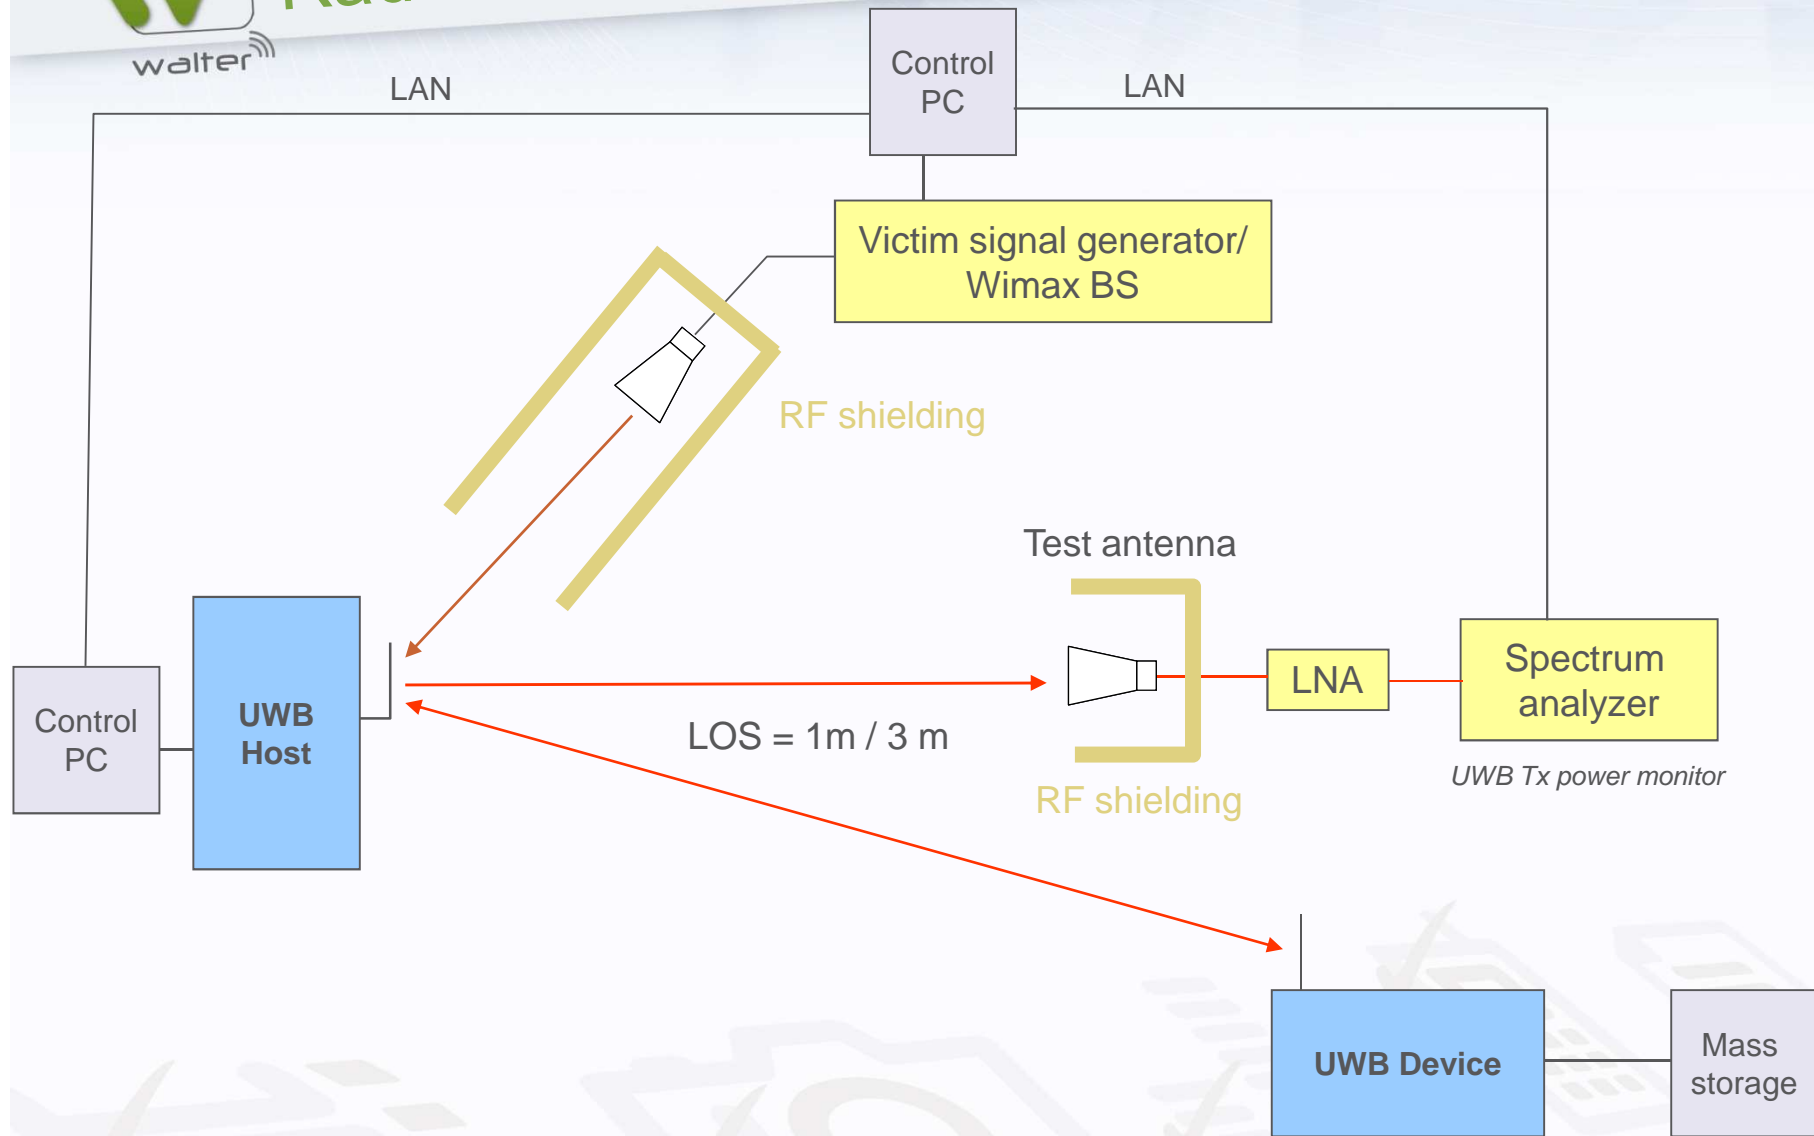 walter
LAN
Control
PC
LAN
Victim signal generator/
Wimax BS
RF shielding
Test antenna
Control
PC
UWB
Host
LOS = 1m / 3 m
LNA
Spectrum
analyzer
UWB Tx power monitor
RF shielding
UWB Device
Mass
storage